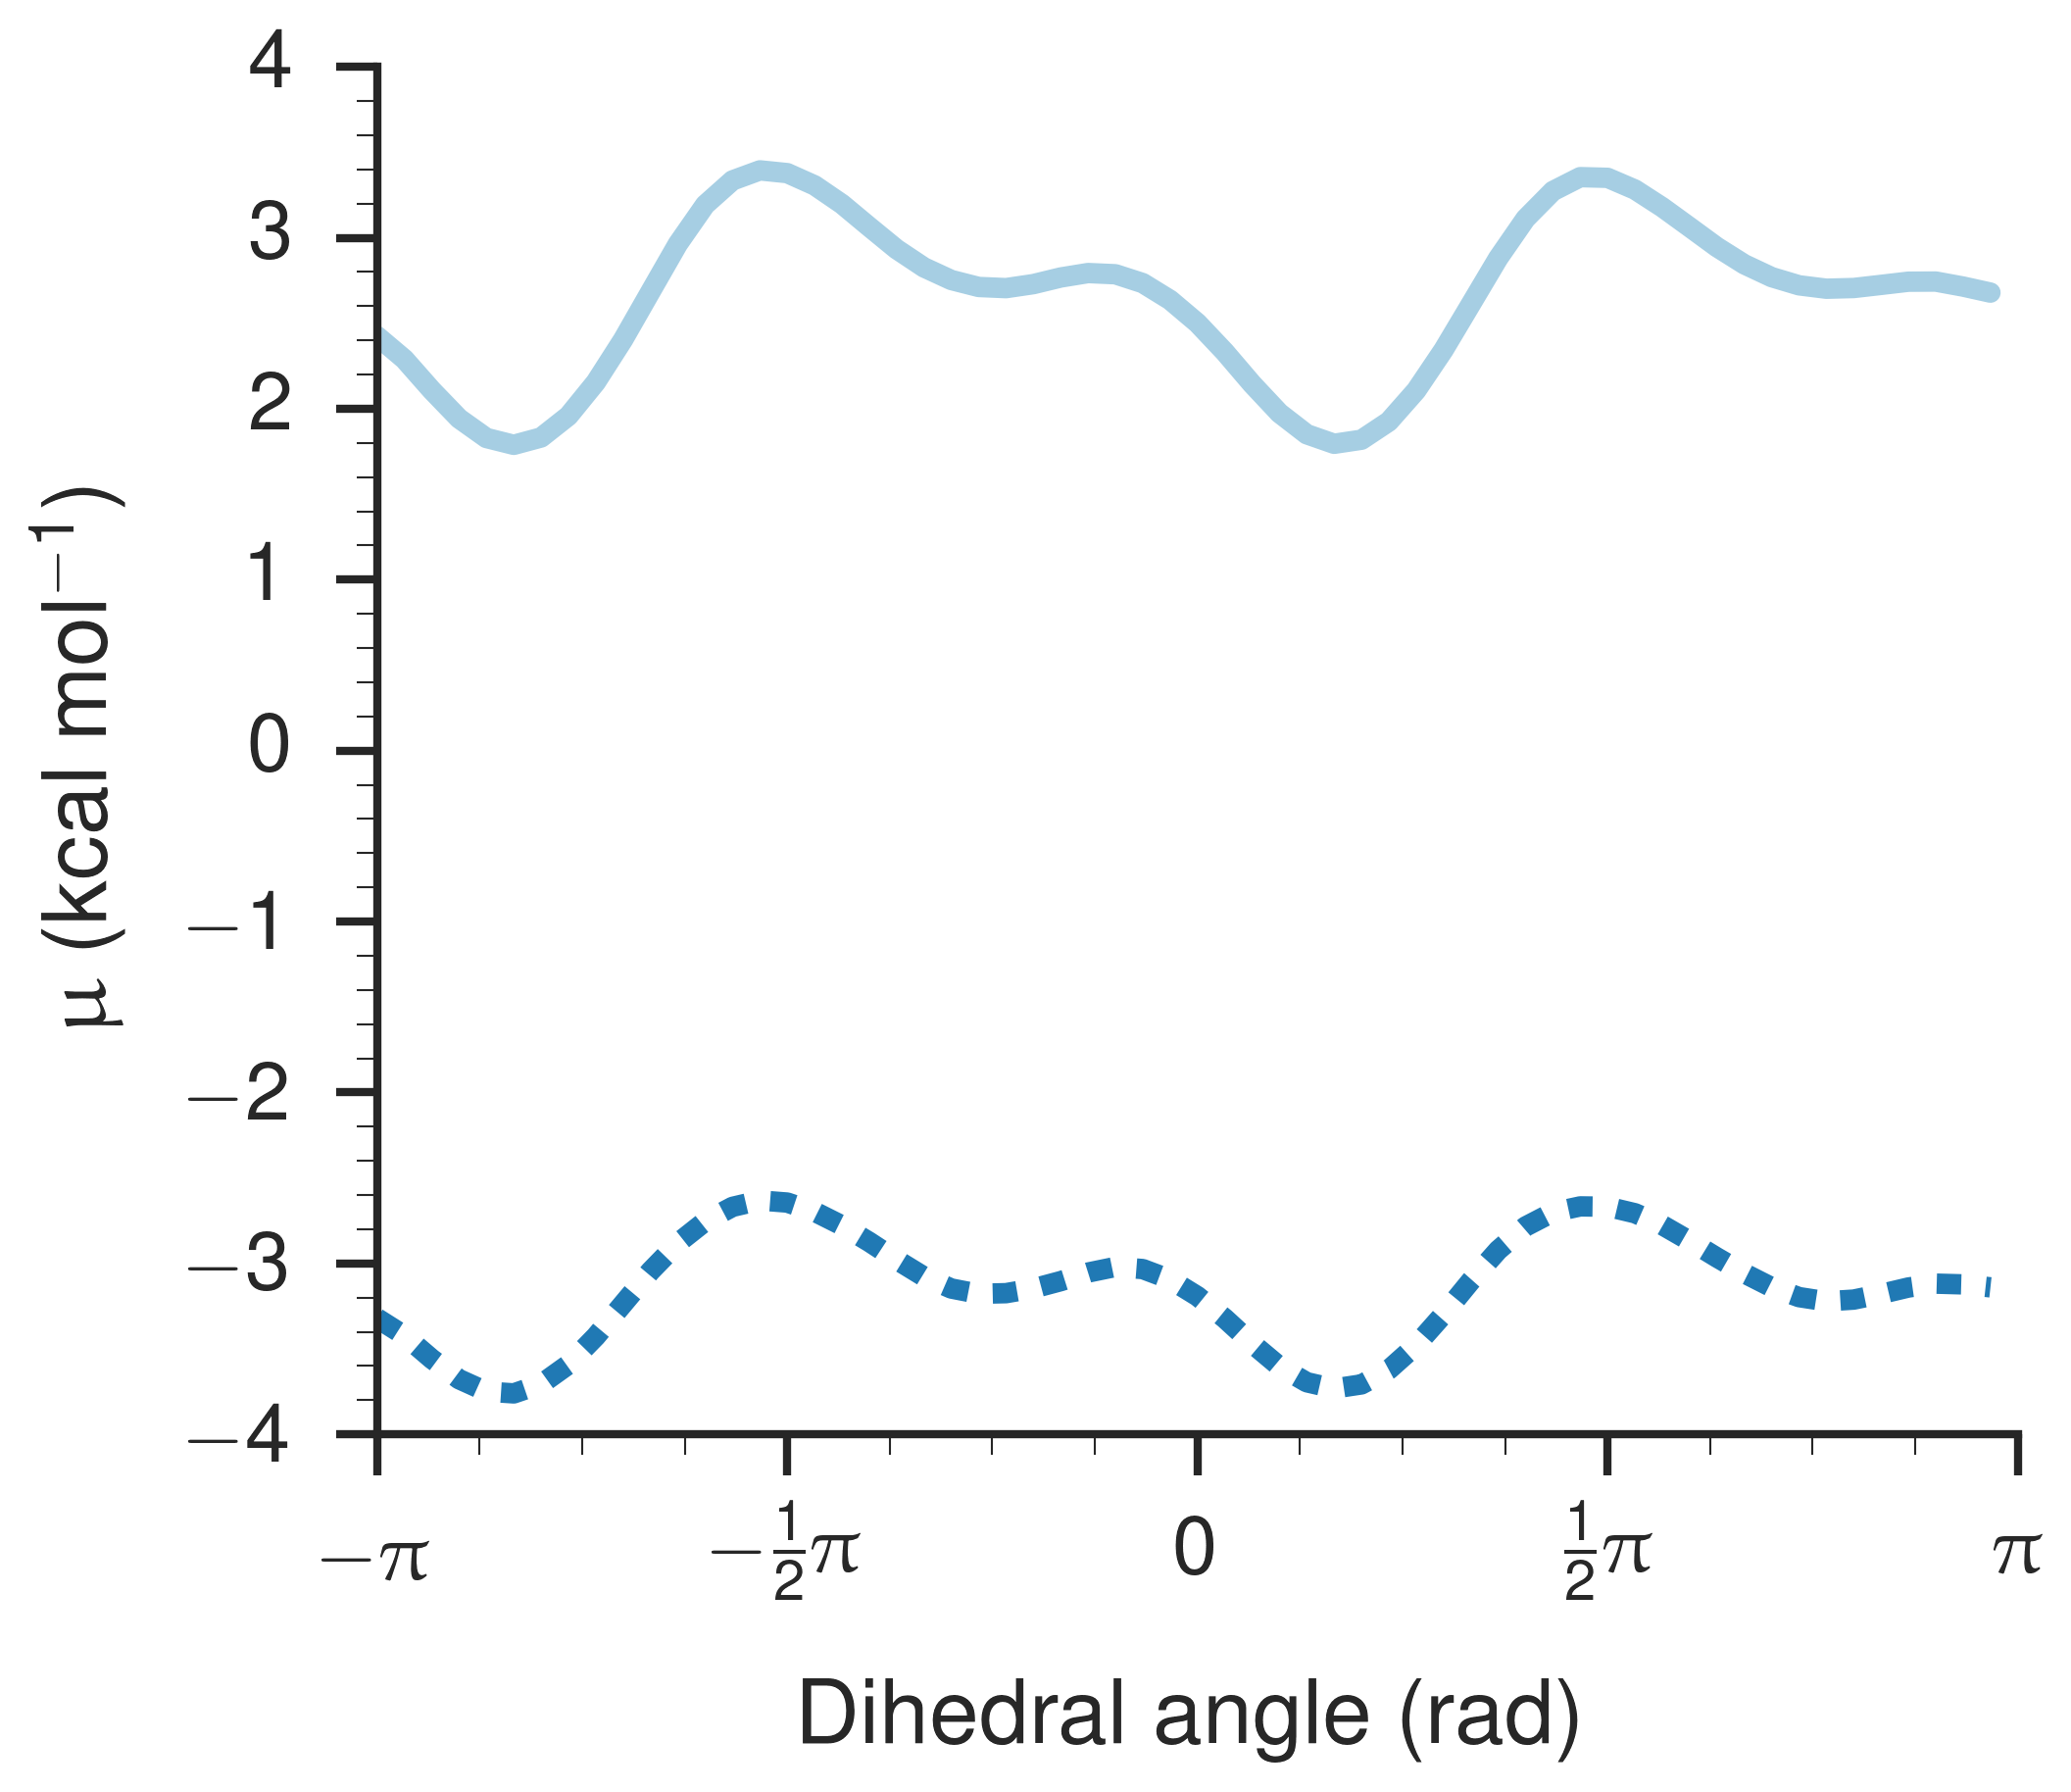 μ (kcal mol⁻¹)
4
3
2
1
0
−1
−2
−3
−4
−π
−½π
0
½π
π
Dihedral angle (rad)